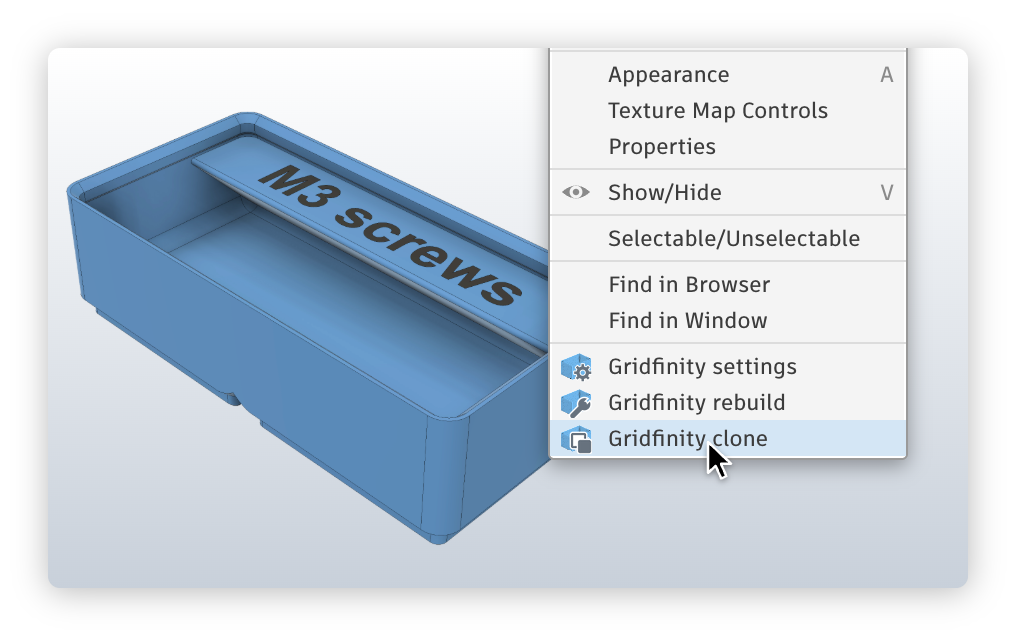 M3 screws
Appearance A
Texture Map Controls
Properties
Show/Hide V
Selectable/Unselectable
Find in Browser
Find in Window
Gridfinity settings
Gridfinity rebuild
Gridfinity clone